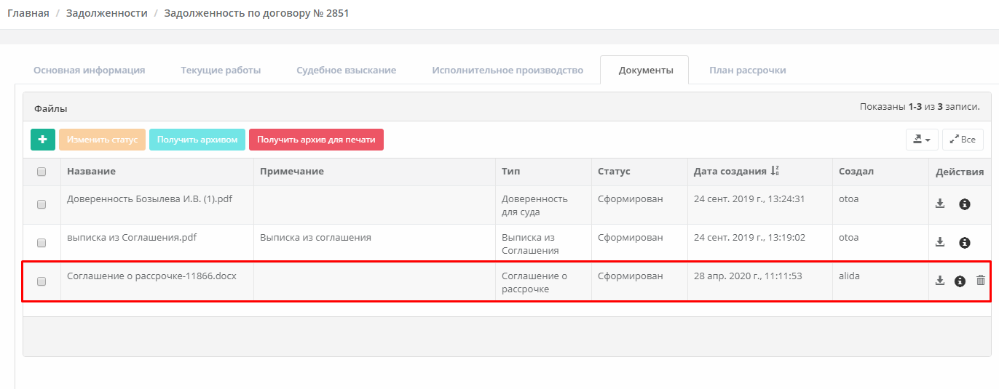 Главная / Задолженности / Задолженность по договору № 2851
Основная информация Текущие работы Судебное взыскание Исполнительное производство Документы План рассрочки
Файлы Показаны 1-3 из 3 записи.
Изменить статус Получить архивом Получить архив для печати Все
Название Примечание Тип Статус Дата создания Создал Действия
Доверенность Бозылева И.В. (1).pdf Доверенность Сформирован 24 сент. 2019 г., 13:24:31 otoa
для суда
выписка из Соглашения.pdf Выписка из соглашения Выписка из Сформирован 24 сент. 2019 г., 13:19:02 otoa
Соглашения
Соглашение о рассрочке-11866.docx Соглашение о Сформирован 28 апр. 2020 г., 11:11:53 alida
рассрочке